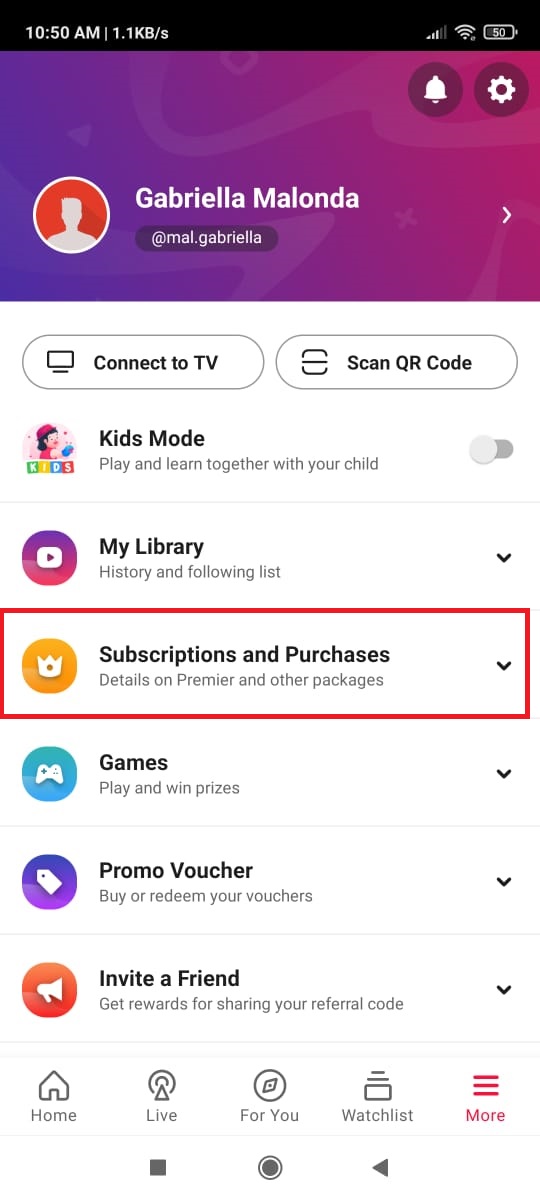 10:50 AM | 1.1KB/s
50
Gabriella Malonda
@mal.gabriella
Connect to TV
Scan QR Code
KIDS
Kids Mode
Play and learn together with your child
My Library
History and following list
Subscriptions and Purchases
Details on Premier and other packages
Games
Play and win prizes
Promo Voucher
Buy or redeem your vouchers
Invite a Friend
Get rewards for sharing your referral code
Home
Live
For You
Watchlist
More